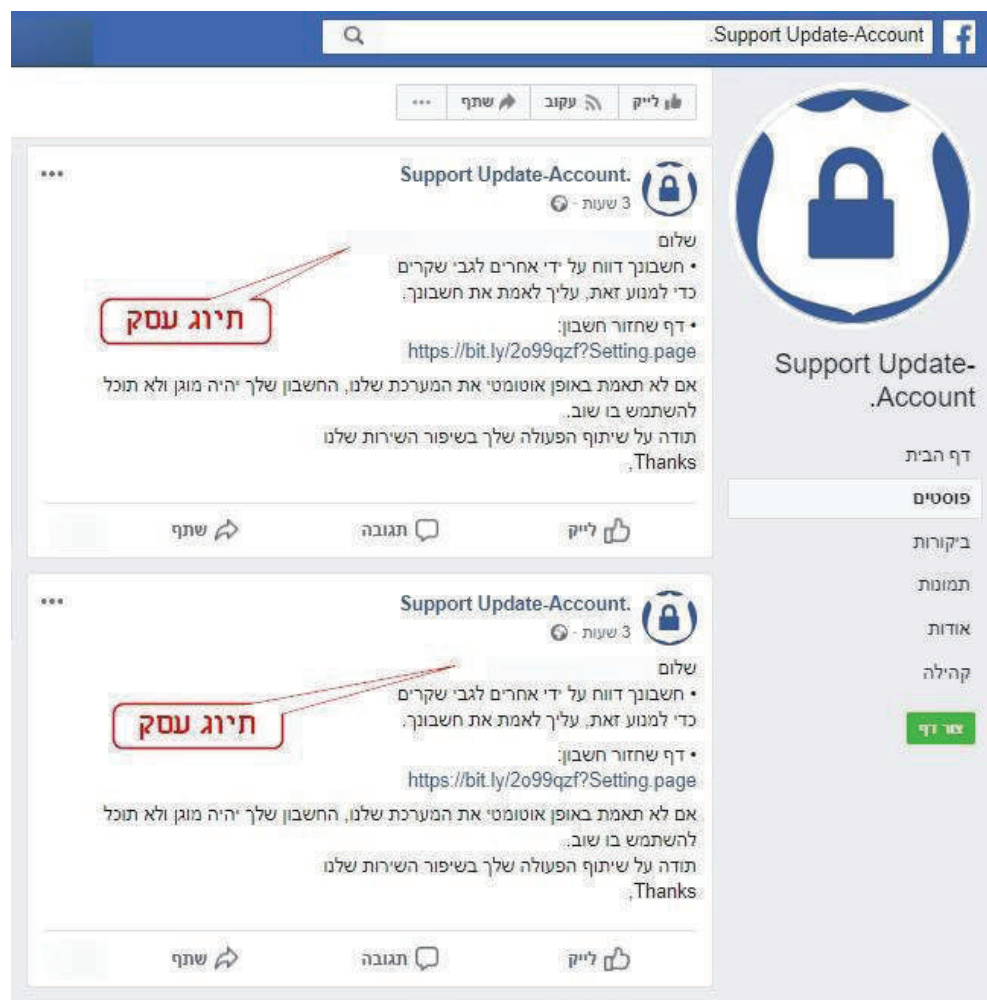 Support Update-Account.
לייק
עקוב
שתף
Support Update-
Account.
דף הבית
פוסטים
ביקורות
תמונות
אודות
קהילה
צור דף
Support Update-Account.
3 שעות
שלום
• חשבונך דווח על ידי אחרים לגבי שקרים
כדי למנוע זאת, עליך לאמת את חשבונך.
תיוג עסק
• דף שחזור חשבון:
https://bit.ly/2o99qzf?Setting.page
אם לא תאמת באופן אוטומטי את המערכת שלנו, החשבון שלך יהיה מוגן ולא תוכל
להשתמש בו שוב.
תודה על שיתוף הפעולה שלך בשיפור השירות שלנו
Thanks,
לייק
תגובה
שתף
Support Update-Account.
3 שעות
שלום
• חשבונך דווח על ידי אחרים לגבי שקרים
כדי למנוע זאת, עליך לאמת את חשבונך.
תיוג עסק
• דף שחזור חשבון:
https://bit.ly/2o99qzf?Setting.page
אם לא תאמת באופן אוטומטי את המערכת שלנו, החשבון שלך יהיה מוגן ולא תוכל
להשתמש בו שוב.
תודה על שיתוף הפעולה שלך בשיפור השירות שלנו
Thanks,
לייק
תגובה
שתף